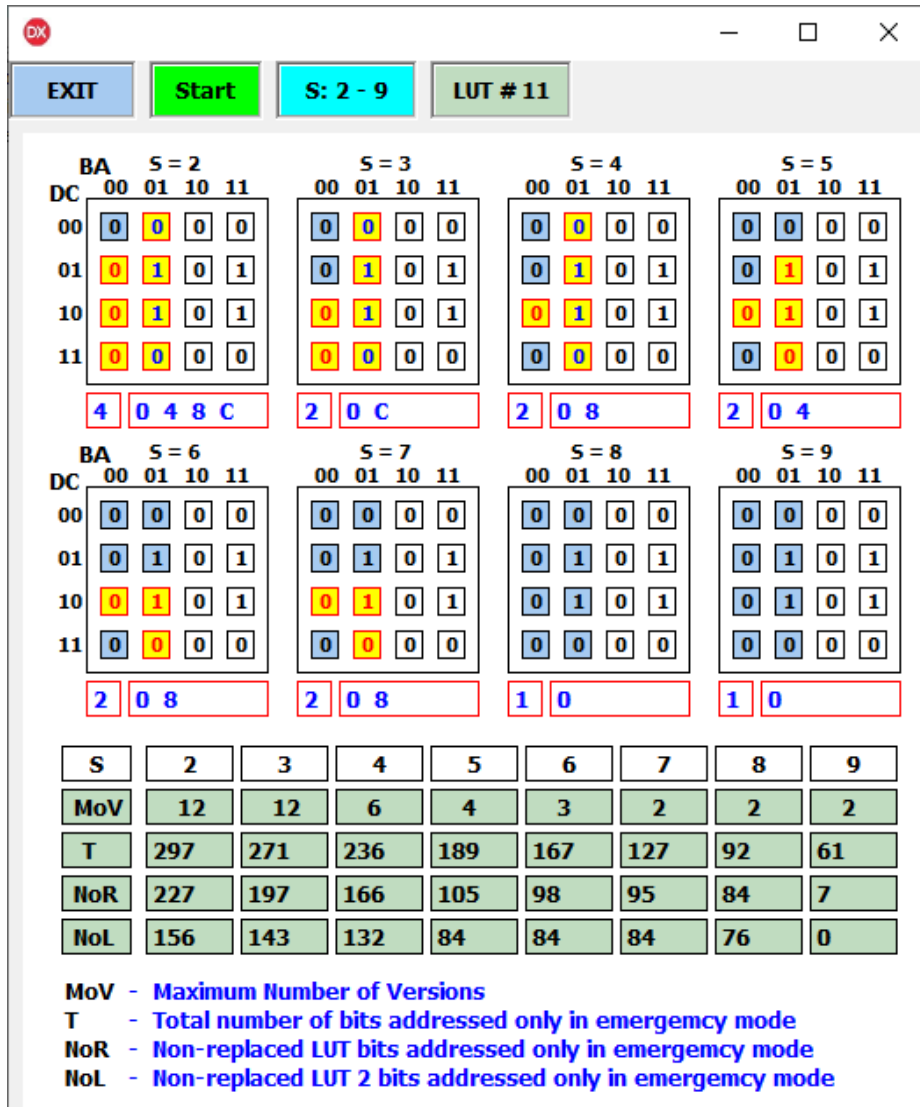 DX
EXIT Start S: 2 - 9 LUT # 11
BA S = 2 S = 3 S = 4 S = 5
DC 00 01 10 11 00 01 10 11 00 01 10 11 00 01 10 11
00 0 0 0 0 0 0 0 0 0 0 0 0 0 0 0 0
01 0 1 0 1 0 1 0 1 0 1 0 1 0 1 0 1
10 0 1 0 1 0 1 0 1 0 1 0 1 0 1 0 1
11 0 0 0 0 0 0 0 0 0 0 0 0 0 0 0 0
4 0 4 8 C 2 0 C 2 0 8 2 0 4
BA S = 6 S = 7 S = 8 S = 9
DC 00 01 10 11 00 01 10 11 00 01 10 11 00 01 10 11
00 0 0 0 0 0 0 0 0 0 0 0 0 0 0 0 0
01 0 1 0 1 0 1 0 1 0 1 0 1 0 1 0 1
10 0 1 0 1 0 1 0 1 0 1 0 1 0 1 0 1
11 0 0 0 0 0 0 0 0 0 0 0 0 0 0 0 0
2 0 8 2 0 8 1 0 1 0
S 2 3 4 5 6 7 8 9
MoV 12 12 6 4 3 2 2 2
T 297 271 236 189 167 127 92 61
NoR 227 197 166 105 98 95 84 7
NoL 156 143 132 84 84 84 76 0
MoV - Maximum Number of Versions
T - Total number of bits addressed only in emergemcy mode
NoR - Non-replaced LUT bits addressed only in emergemcy mode
NoL - Non-replaced LUT 2 bits addressed only in emergemcy mode